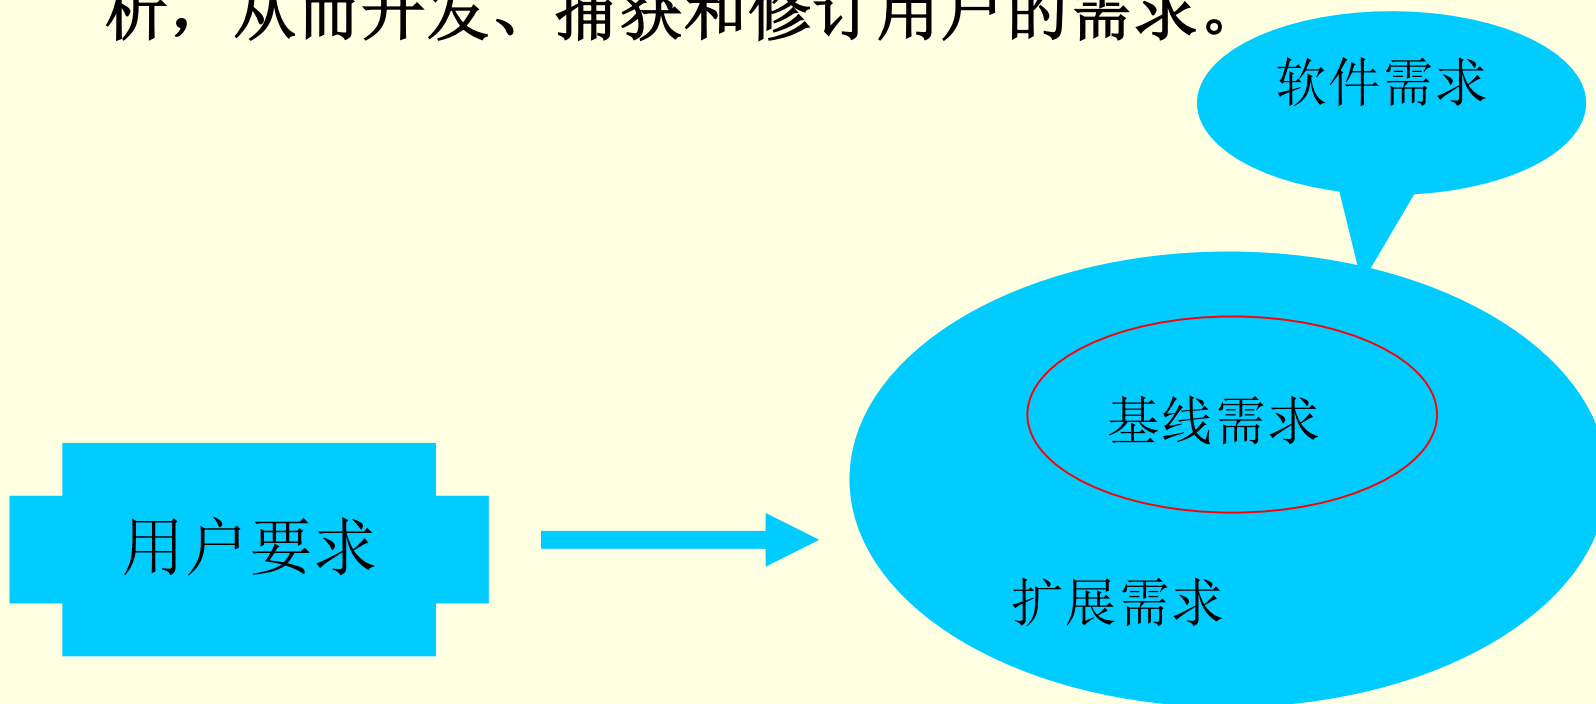 析，从而开发、捕获和修订用户的需求。
软件需求
基线需求
用户要求
扩展需求